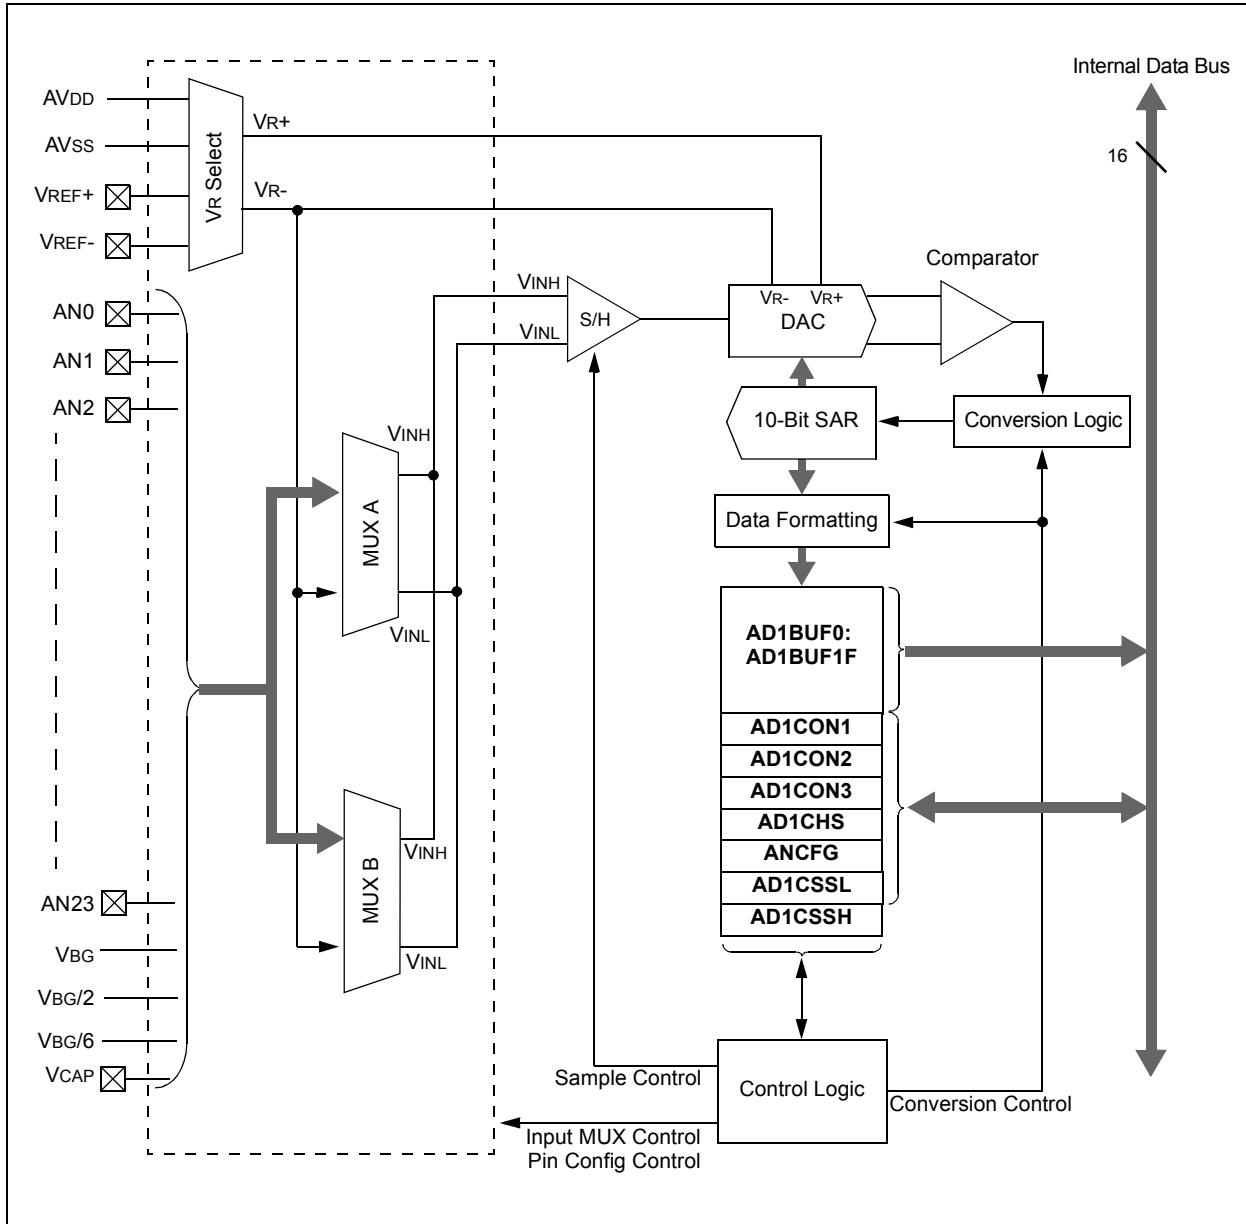 Internal Data Bus
16
AVDD
AVSS
VREF+
VREF-
VR Select
VR+
VR-
AN0
AN1
AN2
AN23
VBG
VBG/2
VBG/6
VCAP
MUX A
VINH
VINL
MUX B
VINH
VINL
VINH
VINL
S/H
VR- VR+
DAC
Comparator
10-Bit SAR
Conversion Logic
Data Formatting
AD1BUF0:
AD1BUF1F
AD1CON1
AD1CON2
AD1CON3
AD1CHS
ANCFG
AD1CSSL
AD1CSSH
Control Logic
Sample Control
Conversion Control
Input MUX Control
Pin Config Control